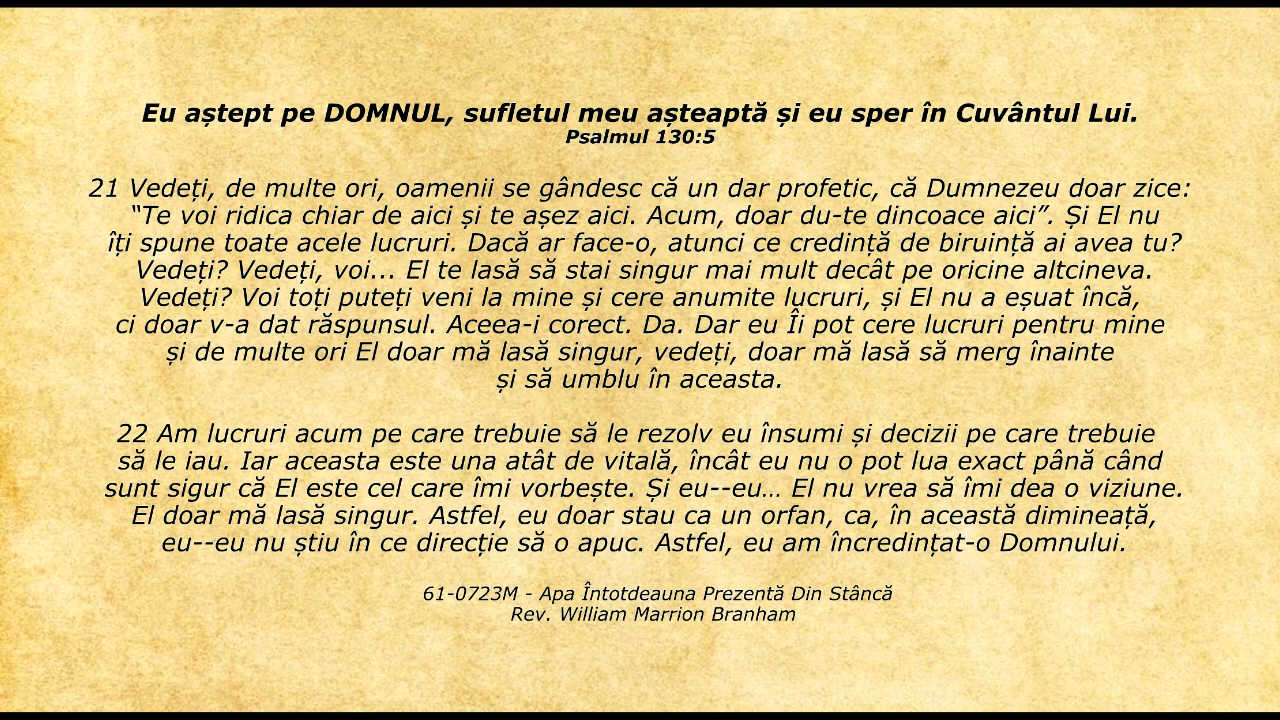 Eu aștept pe DOMNUL, sufletul meu așteaptă și eu sper în Cuvântul Lui.
Psalmul 130:5
21 Vedeți, de multe ori, oamenii se gândesc că un dar profetic, că Dumnezeu doar zice:
“Te voi ridica chiar de aici și te așez aici. Acum, doar du-te dincoace aici”. Și El nu
îți spune toate acele lucruri. Dacă ar face-o, atunci ce credință de biruință ai avea tu?
Vedeți? Vedeți, voi... El te lasă să stai singur mai mult decât pe oricine altcineva.
Vedeți? Voi toți puteți veni la mine și cere anumite lucruri, și El nu a eșuat încă,
ci doar v-a dat răspunsul. Aceea-i corect. Da. Dar eu Îi pot cere lucruri pentru mine
și de multe ori El doar mă lasă singur, vedeți, doar mă lasă să merg înainte
și să umblu în aceasta.
22 Am lucruri acum pe care trebuie să le rezolv eu însumi și decizii pe care trebuie
să le iau. Iar aceasta este una atât de vitală, încât eu nu o pot lua exact până când
sunt sigur că El este cel care îmi vorbește. Și eu--eu… El nu vrea să îmi dea o viziune.
El doar mă lasă singur. Astfel, eu doar stau ca un orfan, ca, în această dimineață,
eu--eu nu știu în ce direcție să o apuc. Astfel, eu am încredințat-o Domnului.
61-0723M - Apa Întotdeauna Prezentă Din Stâncă
Rev. William Marrion Branham